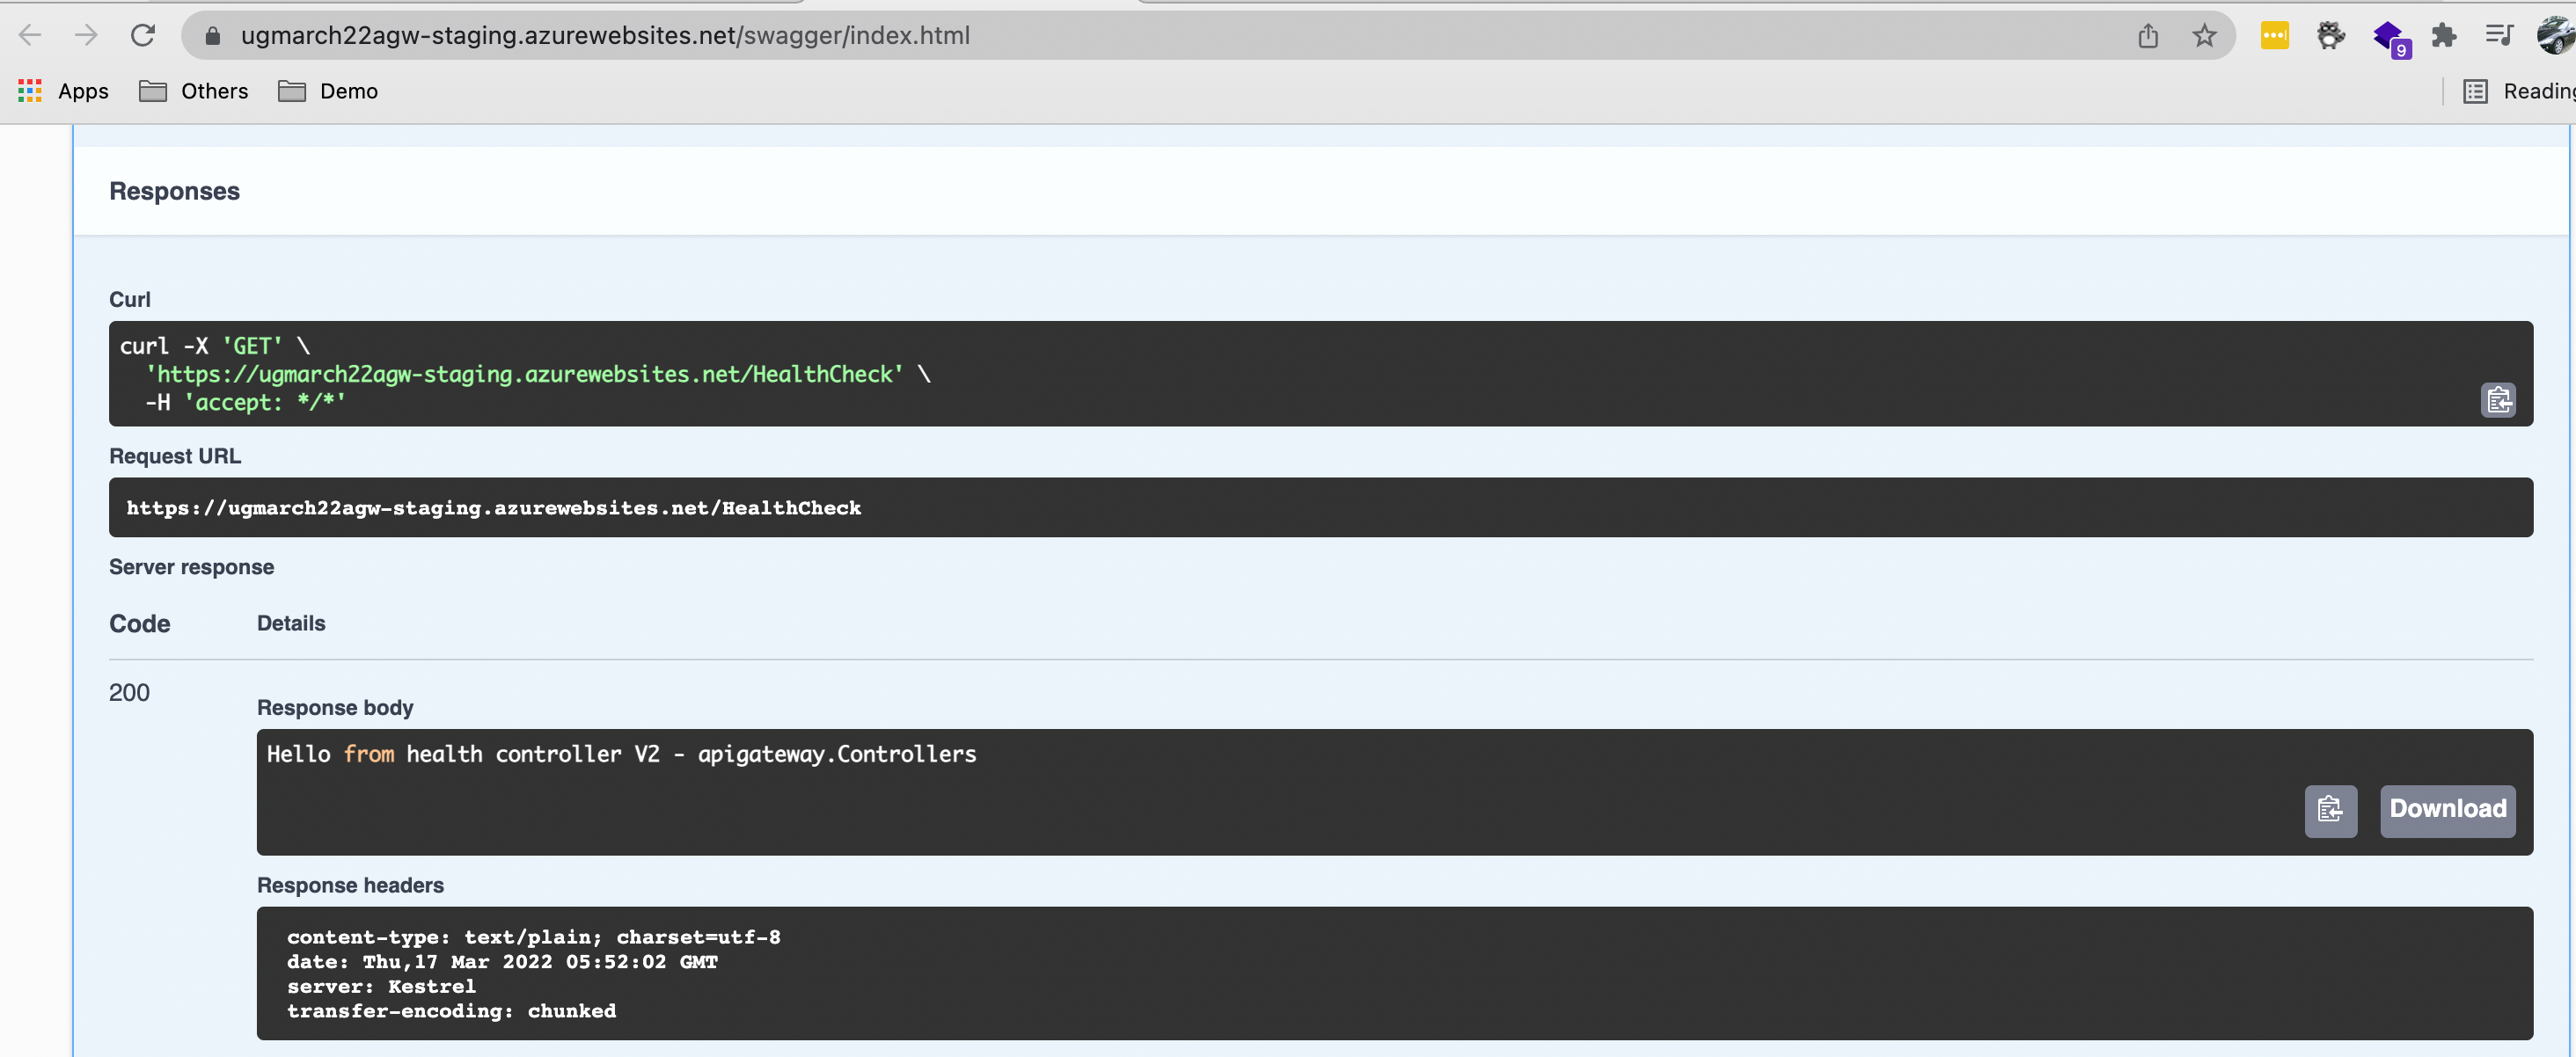 ugmarch22agw-staging.azurewebsites.net/swagger/index.html
9
Apps Others Demo Reading
Responses
Curl
curl -X 'GET' \
'https://ugmarch22agw-staging.azurewebsites.net/HealthCheck' \
-H 'accept: */*'
Request URL
https://ugmarch22agw-staging.azurewebsites.net/HealthCheck
Server response
Code Details
200
Response body
Hello from health controller V2 - apigateway.Controllers
Download
Response headers
content-type: text/plain; charset=utf-8
date: Thu,17 Mar 2022 05:52:02 GMT
server: Kestrel
transfer-encoding: chunked